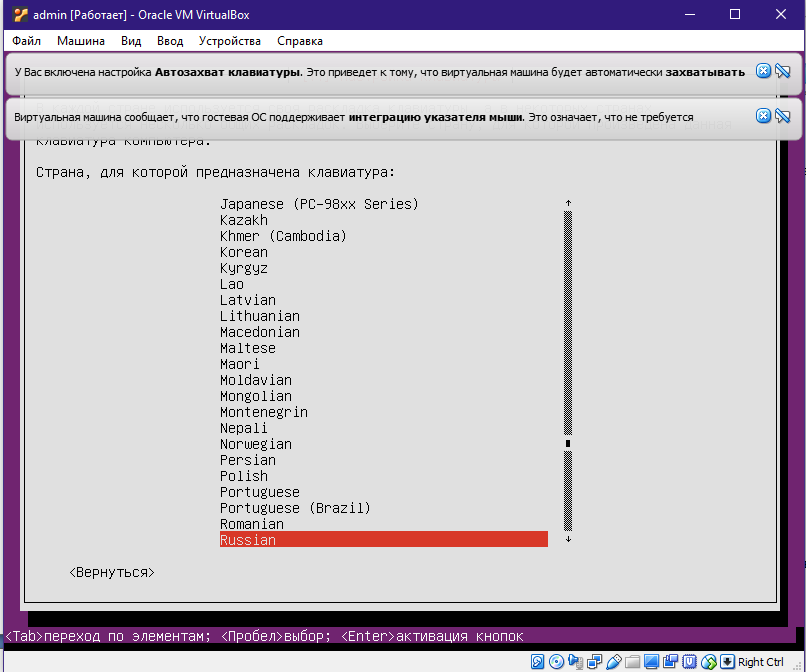 admin [Работает] - Oracle VM VirtualBox
Файл Машина Вид Ввод Устройства Справка
У Вас включена настройка Автозахват клавиатуры. Это приведет к тому, что виртуальная машина будет автоматически захватывать
Виртуальная машина сообщает, что гостевая ОС поддерживает интеграцию указателя мыши. Это означает, что не требуется
клавиатура компьютера.
Страна, для которой предназначена клавиатура:
Japanese (PC-98xx Series)
Kazakh
Khmer (Cambodia)
Korean
Kyrgyz
Lao
Latvian
Lithuanian
Macedonian
Maltese
Maori
Moldavian
Mongolian
Montenegrin
Nepali
Norwegian
Persian
Polish
Portuguese
Portuguese (Brazil)
Romanian
Russian
<Вернуться>
<Tab>переход по элементам; <Пробел>выбор; <Enter>активация кнопок
Right Ctrl